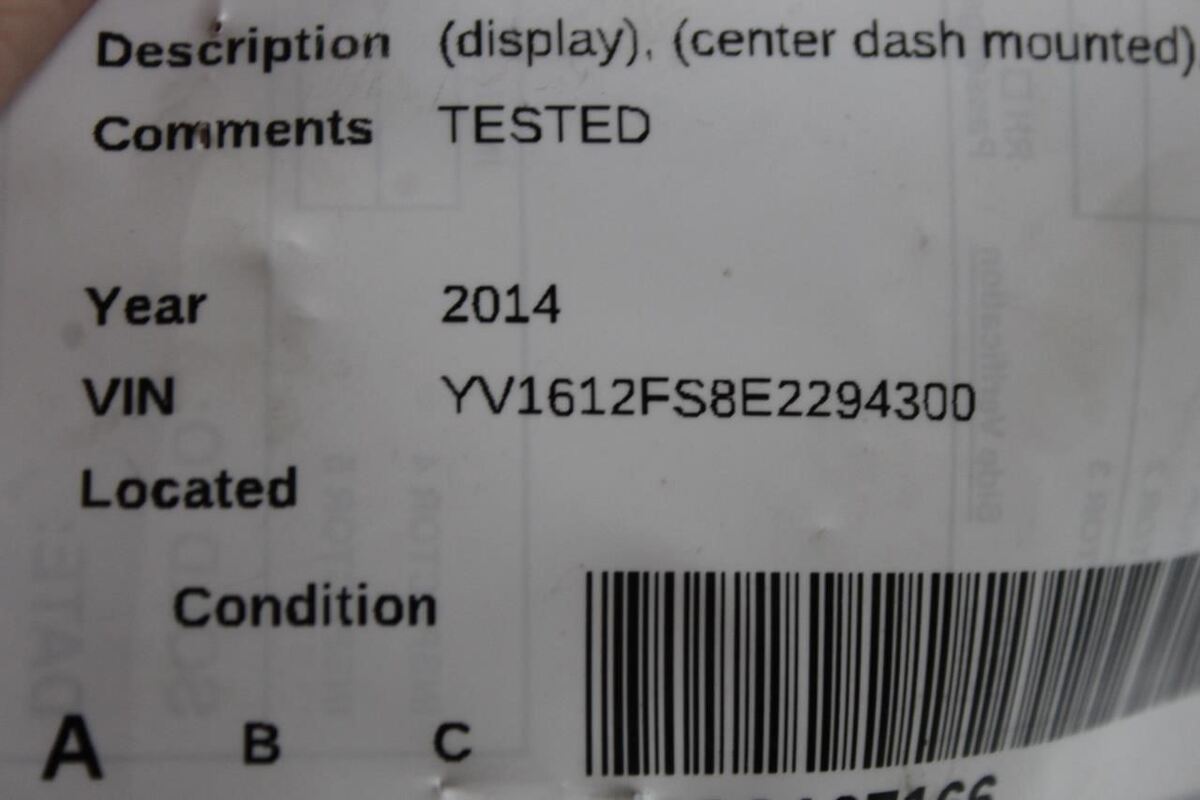 Description (display), (center dash mounted)
Comments TESTED
Year 2014
VIN YV1612FS8E2294300
Located
Condition
A B C